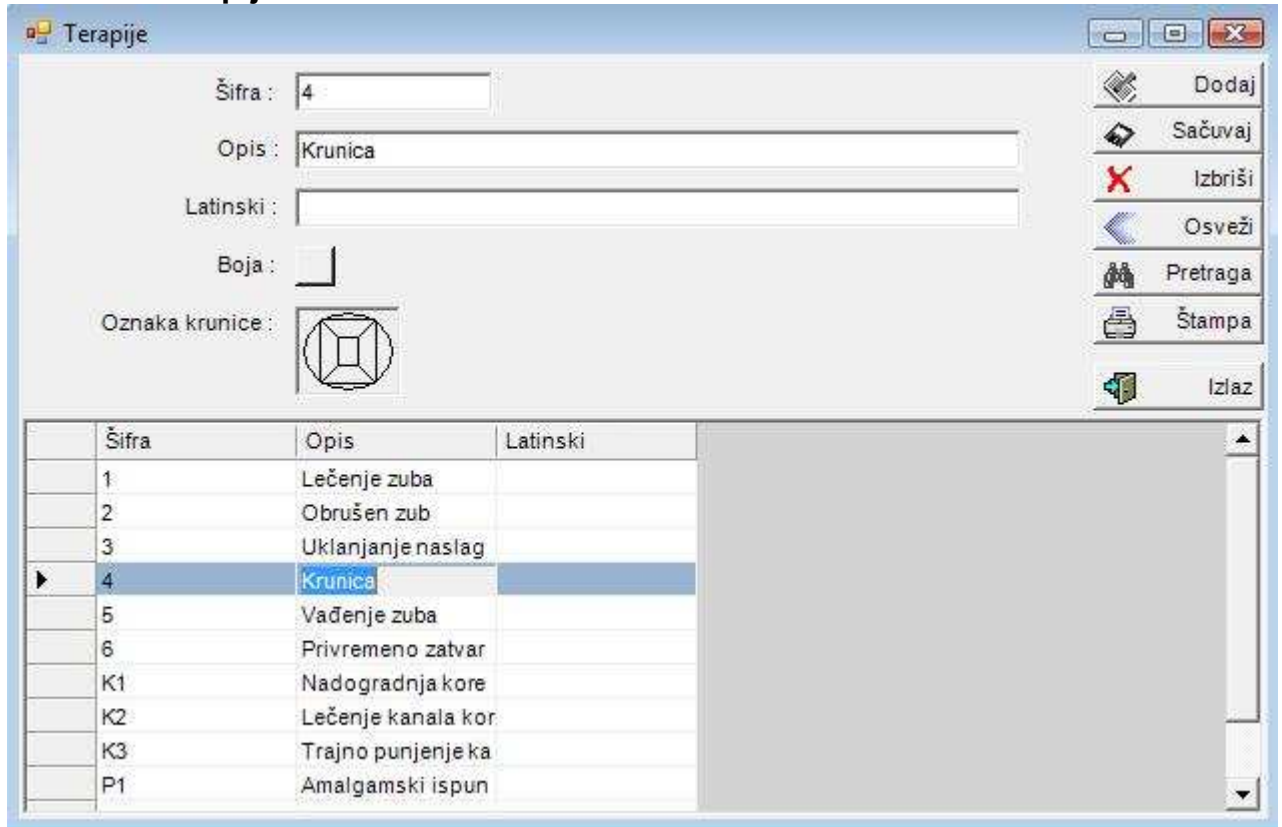 Terapije
Šifra : 4
Opis : Krunica
Latinski :
Boja :
Oznaka krunice :
Dodaj
Sačuvaj
Izbriši
Osveži
Pretraga
Štampa
Izlaz
Šifra Opis Latinski
1 Lečenje zuba
2 Obrušen zub
3 Uklanjanje naslag
4 Krunica
5 Vađenje zuba
6 Privremeno zatvar
K1 Nadogradnja kore
K2 Lečenje kanala kor
K3 Trajno punjenje ka
P1 Amalgamski ispun